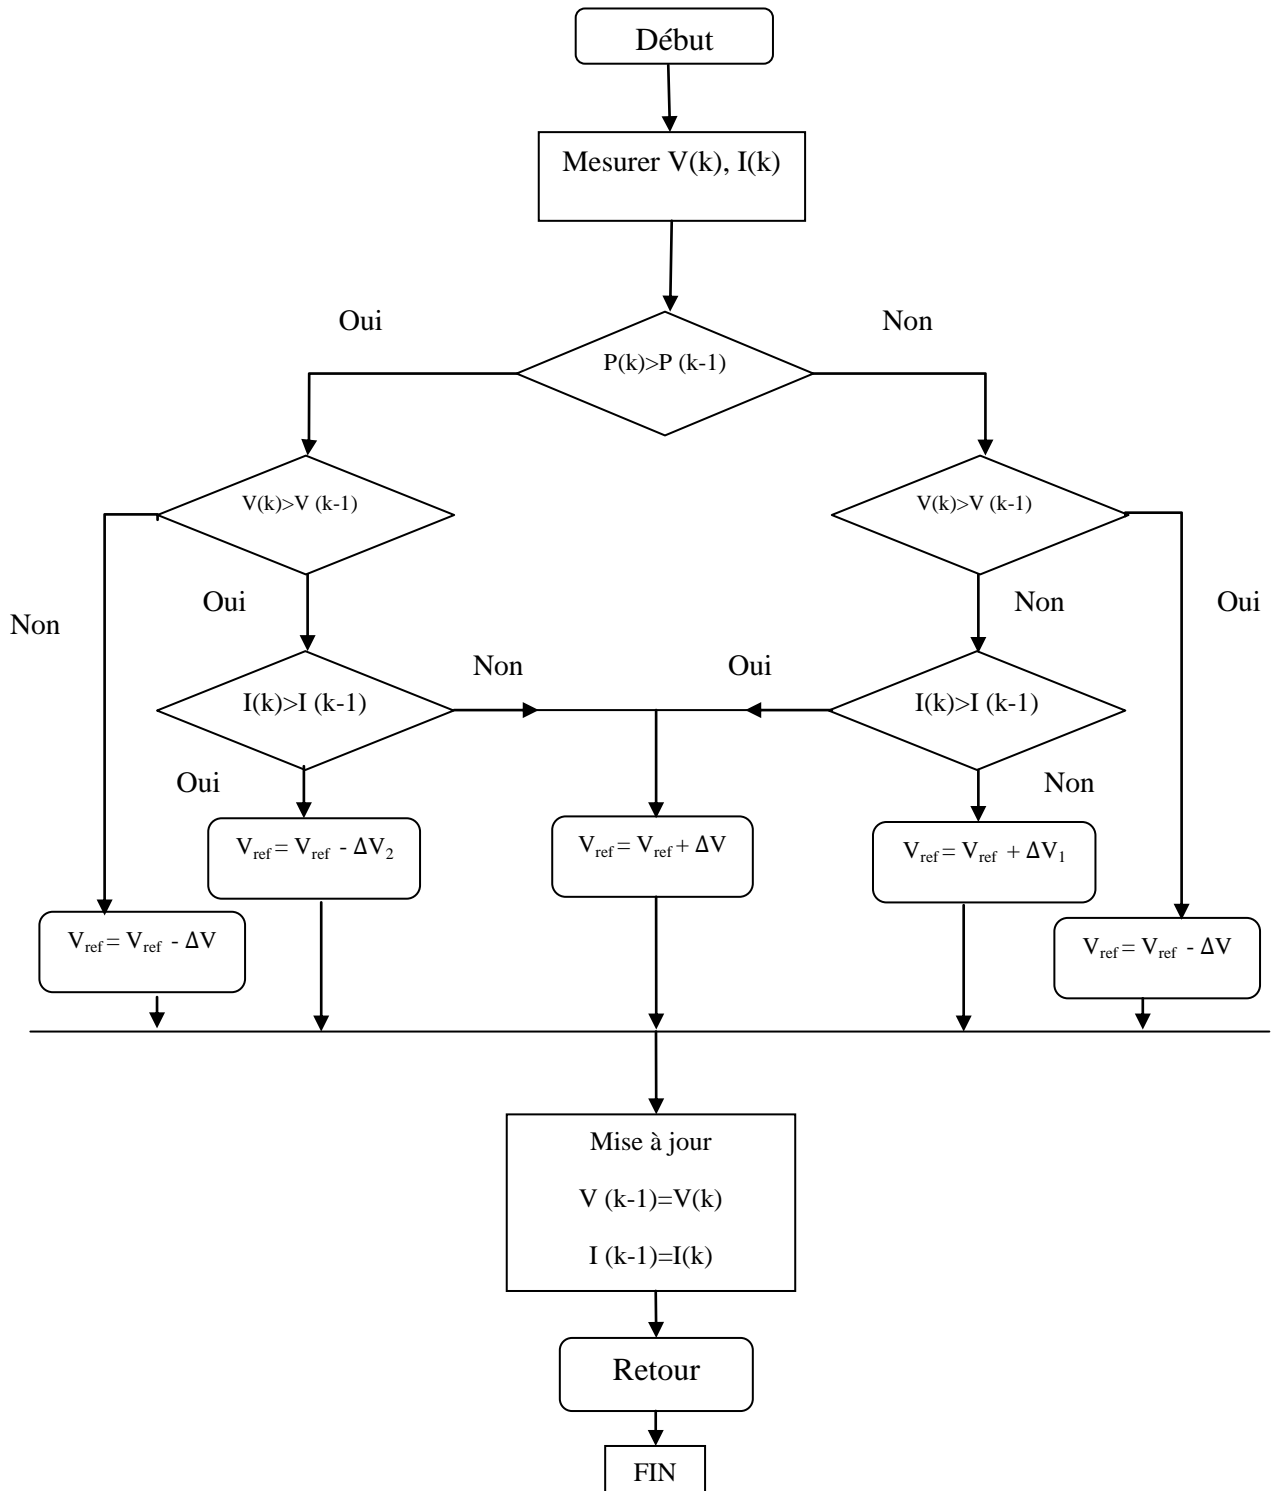 Début
Mesurer V(k), I(k)
Oui
Non
P(k)>P (k-1)
V(k)>V (k-1)
V(k)>V (k-1)
Non
Oui
Non
Oui
Non
Oui
I(k)>I (k-1)
I(k)>I (k-1)
Oui
Non
Vref = Vref - ΔV2
Vref = Vref + ΔV
Vref = Vref + ΔV1
Vref = Vref - ΔV
Vref = Vref - ΔV
Mise à jour
V (k-1)=V(k)
I (k-1)=I(k)
Retour
FIN